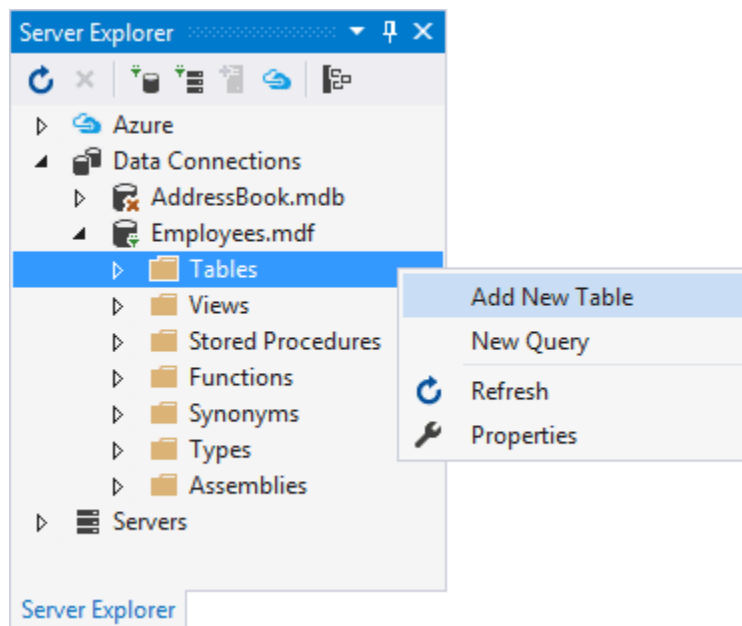 Server Explorer
Azure
Data Connections
AddressBook.mdb
Employees.mdf
Tables
Views
Stored Procedures
Functions
Synonyms
Types
Assemblies
Servers
Add New Table
New Query
Refresh
Properties
Server Explorer